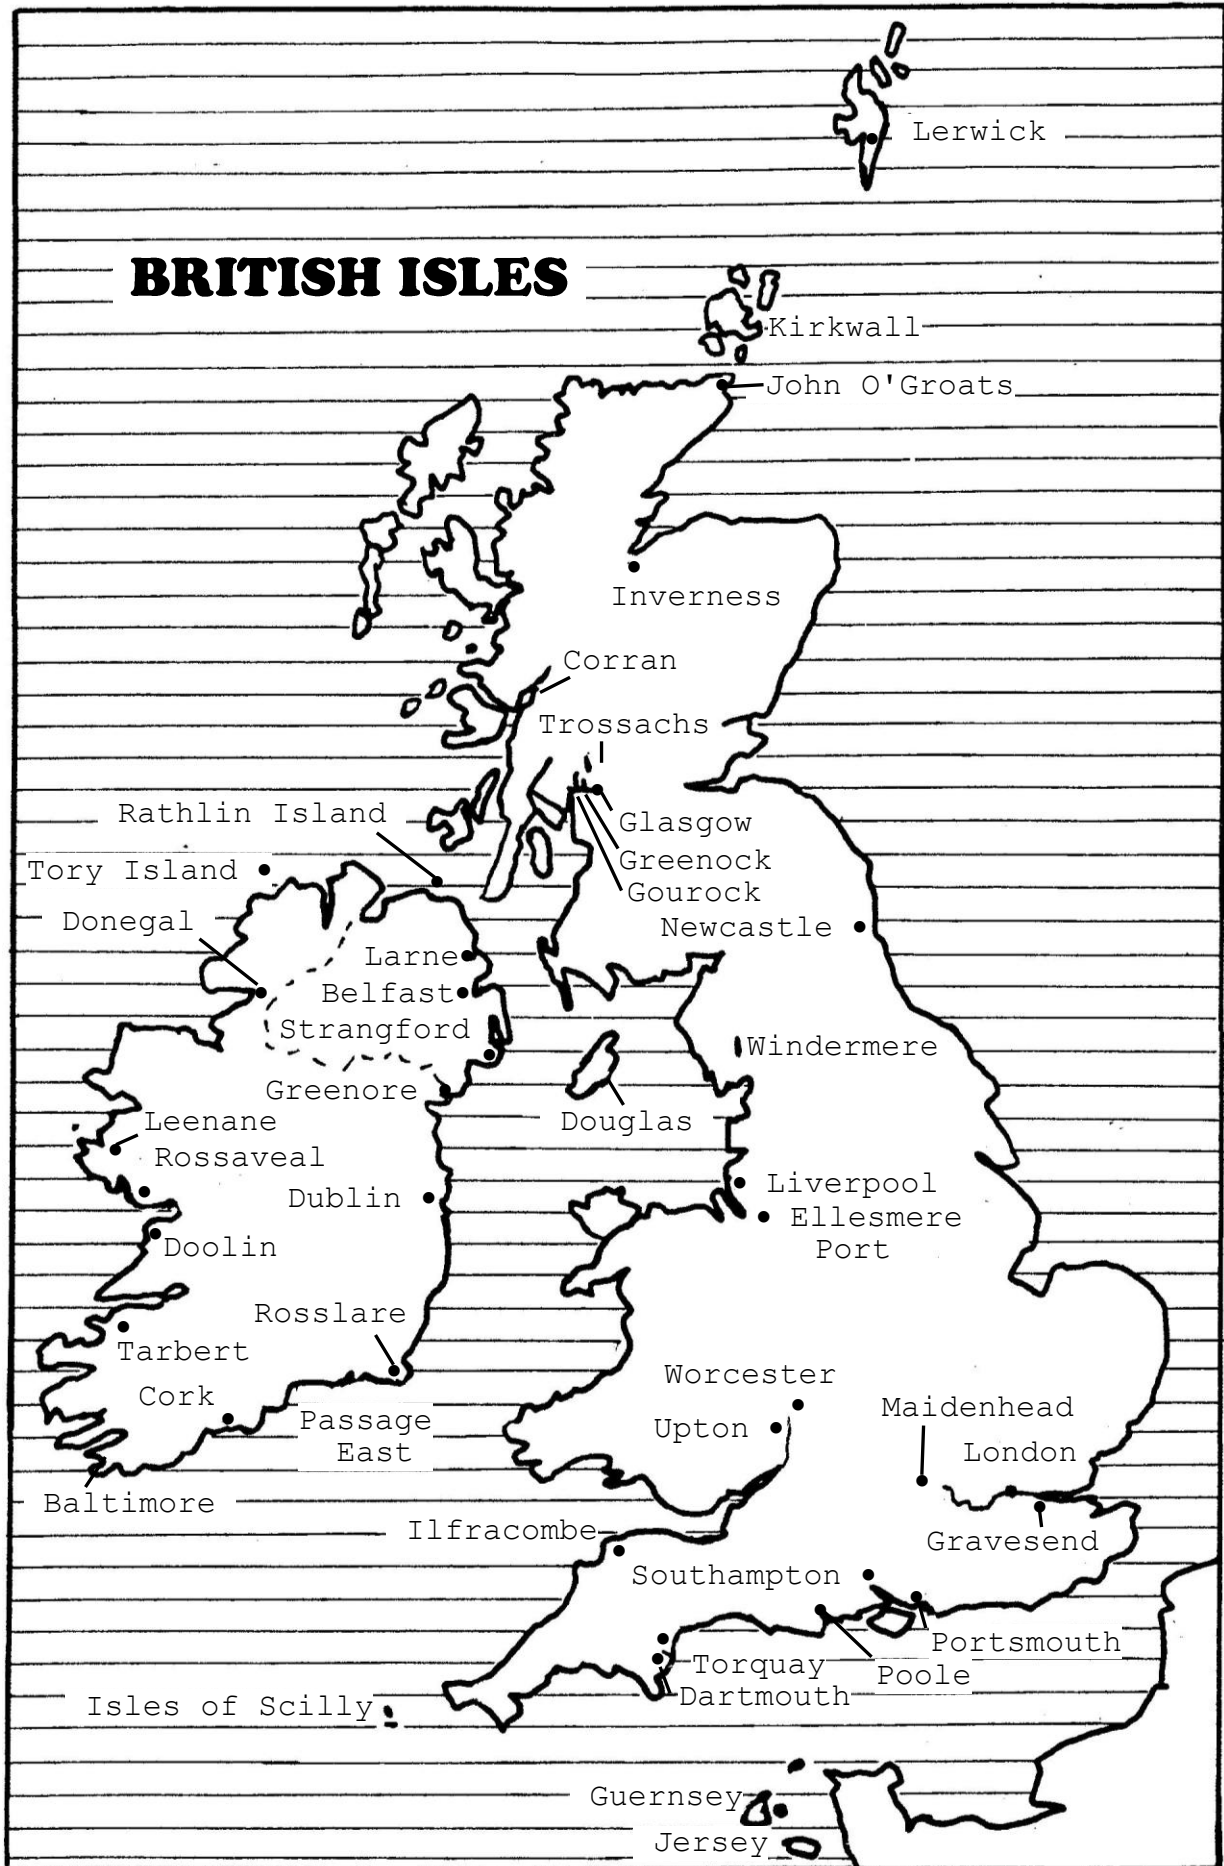 Lerwick
BRITISH ISLES
Kirkwall
John O'Groats
Inverness
Corran
Trossachs
Rathlin Island
Glasgow
Greenock
Tory Island
Gourock
Donegal
Newcastle
Larne
Belfast
Strangford
Windermere
Greenore
Leenane
Douglas
Rossaveal
Liverpool
Dublin
Ellesmere
Port
Doolin
Rosslare
Tarbert
Worcester
Cork
Maidenhead
Passage
East
Upton
London
Baltimore
Ilfracombe
Gravesend
Southampton
Portsmouth
Torquay
Poole
Dartmouth
Isles of Scilly
Guernsey
Jersey